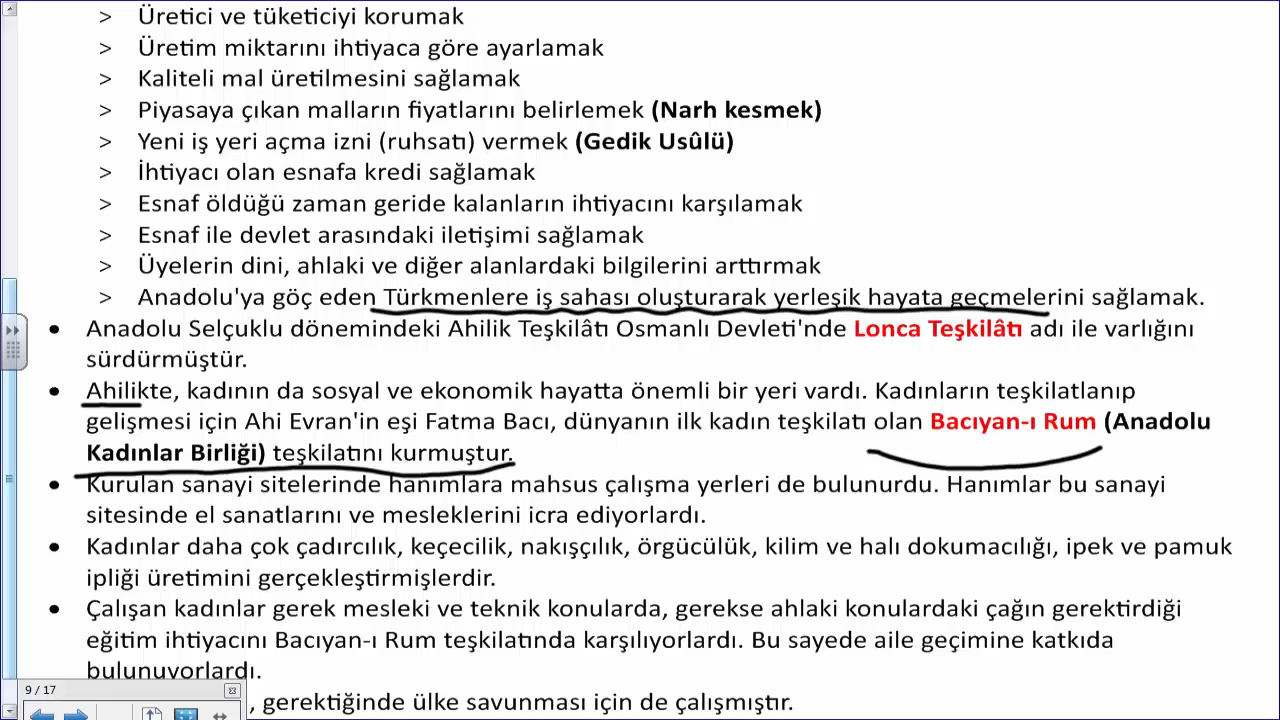 > Üretici ve tüketiciyi korumak
> Üretim miktarını ihtiyaca göre ayarlamak
> Kaliteli mal üretilmesini sağlamak
> Piyasaya çıkan malların fiyatlarını belirlemek (Narh kesmek)
> Yeni iş yeri açma izni (ruhsatı) vermek (Gedik Usûlü)
> İhtiyacı olan esnafa kredi sağlamak
> Esnaf öldüğü zaman geride kalanların ihtiyacını karşılamak
> Esnaf ile devlet arasındaki iletişimi sağlamak
> Üyelerin dini, ahlaki ve diğer alanlardaki bilgilerini arttırmak
> Anadolu'ya göç eden Türkmenlere iş sahası oluşturarak yerleşik hayata geçmelerini sağlamak.
• Anadolu Selçuklu dönemindeki Ahilik Teşkilâtı Osmanlı Devleti'nde Lonca Teşkilâtı adı ile varlığını
sürdürmüştür.
• Ahilikte, kadının da sosyal ve ekonomik hayatta önemli bir yeri vardı. Kadınların teşkilatlanıp
gelişmesi için Ahi Evran'in eşi Fatma Bacı, dünyanın ilk kadın teşkilatı olan Bacıyan-ı Rum (Anadolu
Kadınlar Birliği) teşkilatını kurmuştur.
• Kurulan sanayi sitelerinde hanımlara mahsus çalışma yerleri de bulunurdu. Hanımlar bu sanayi
sitesinde el sanatlarını ve mesleklerini icra ediyorlardı.
• Kadınlar daha çok çadırcılık, keçecilik, nakışçılık, örgücülük, kilim ve halı dokumacılığı, ipek ve pamuk
ipliği üretimini gerçekleştirmişlerdir.
• Çalışan kadınlar gerek mesleki ve teknik konularda, gerekse ahlaki konulardaki çağın gerektirdiği
eğitim ihtiyacını Bacıyan-ı Rum teşkilatında karşılıyorlardı. Bu sayede aile geçimine katkıda
bulunuyorlardı.
9 / 17
, gerektiğinde ülke savunması için de çalışmıştır.